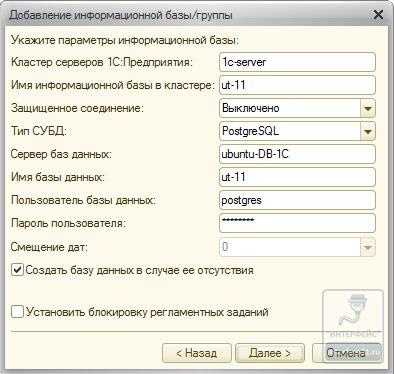 Добавление информационной базы/группы
Укажите параметры информационной базы:
Кластер серверов 1С:Предприятия: 1c-server
Имя информационной базы в кластере: ut-11
Защищенное соединение: Выключено
Тип СУБД: PostgreSQL
Сервер баз данных: ubuntu-DB-1C
Имя базы данных: ut-11
Пользователь базы данных: postgres
Пароль пользователя: ********
Смещение дат: 0
Создать базу данных в случае ее отсутствия
Установить блокировку регламентных заданий
ИНТЕРФЕЙС
< Назад Далее > Отмена